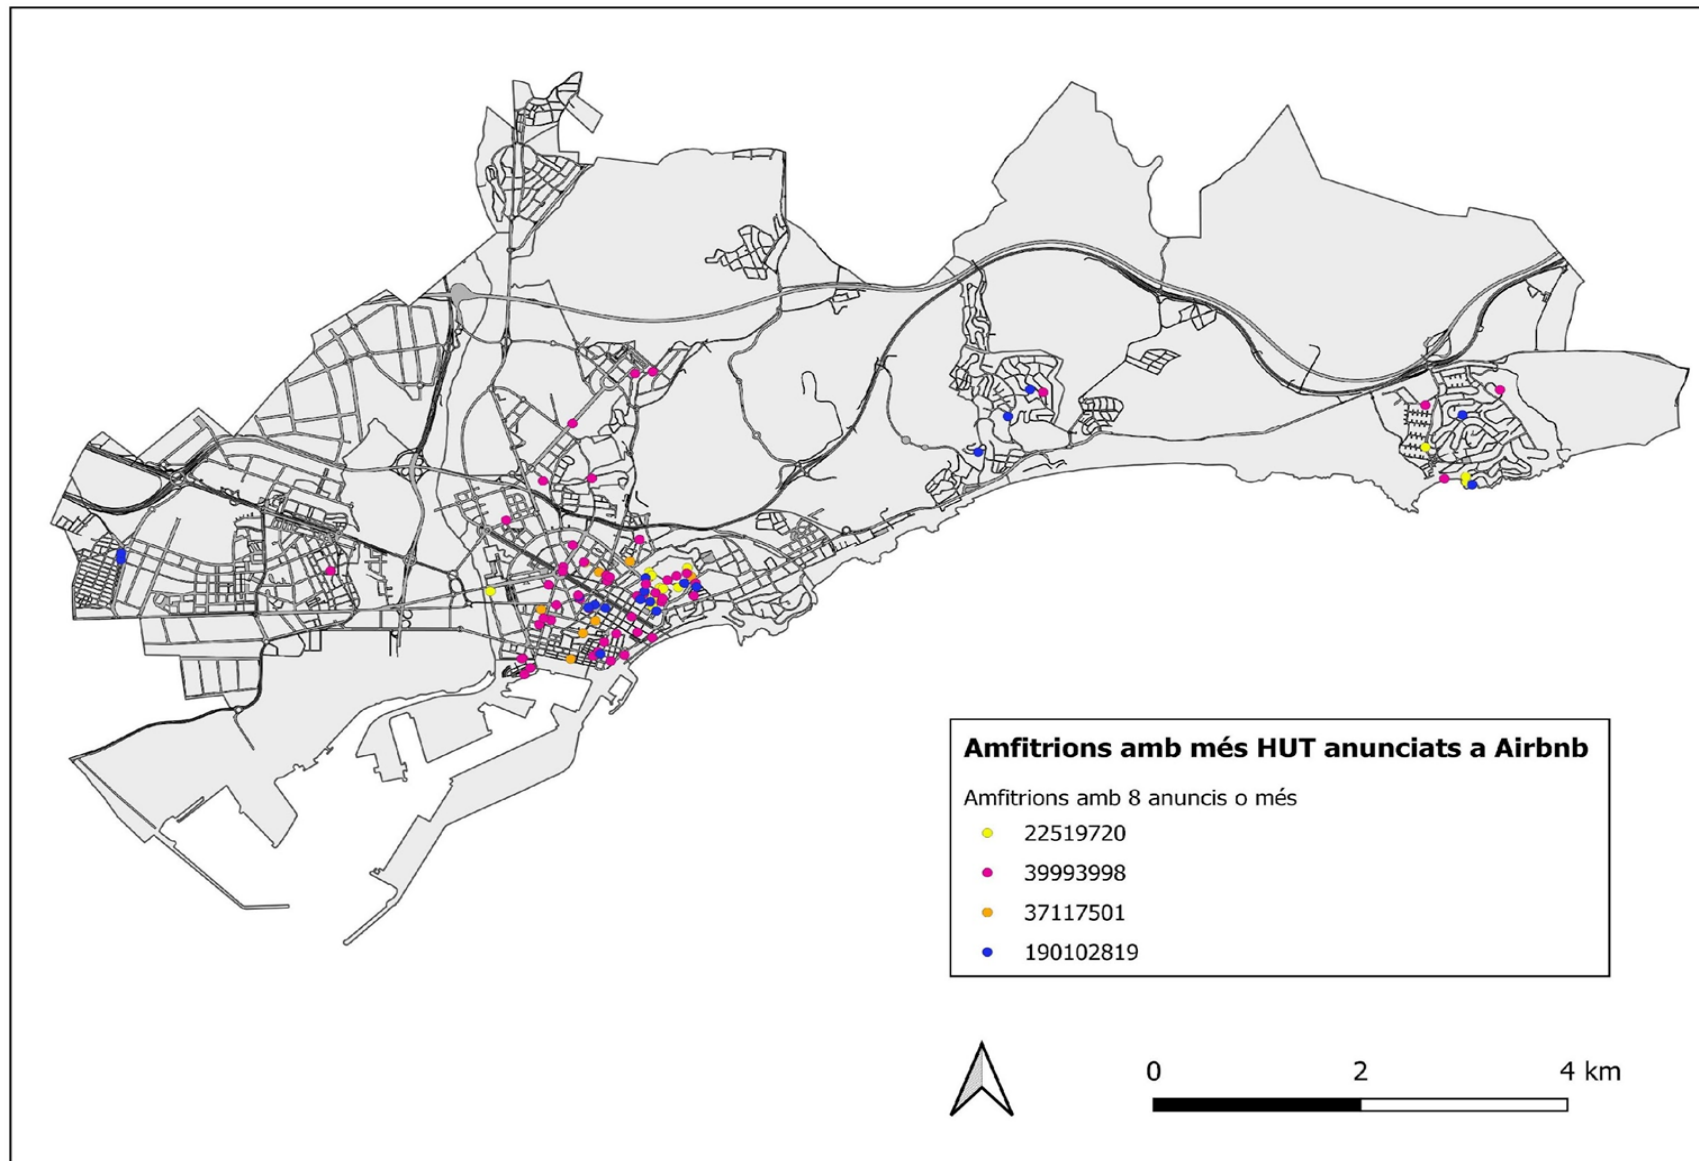 Amfitrions amb més HUT anunciats a Airbnb
Amfitrions amb 8 anuncis o més
22519720
39993998
37117501
190102819
0 2 4 km